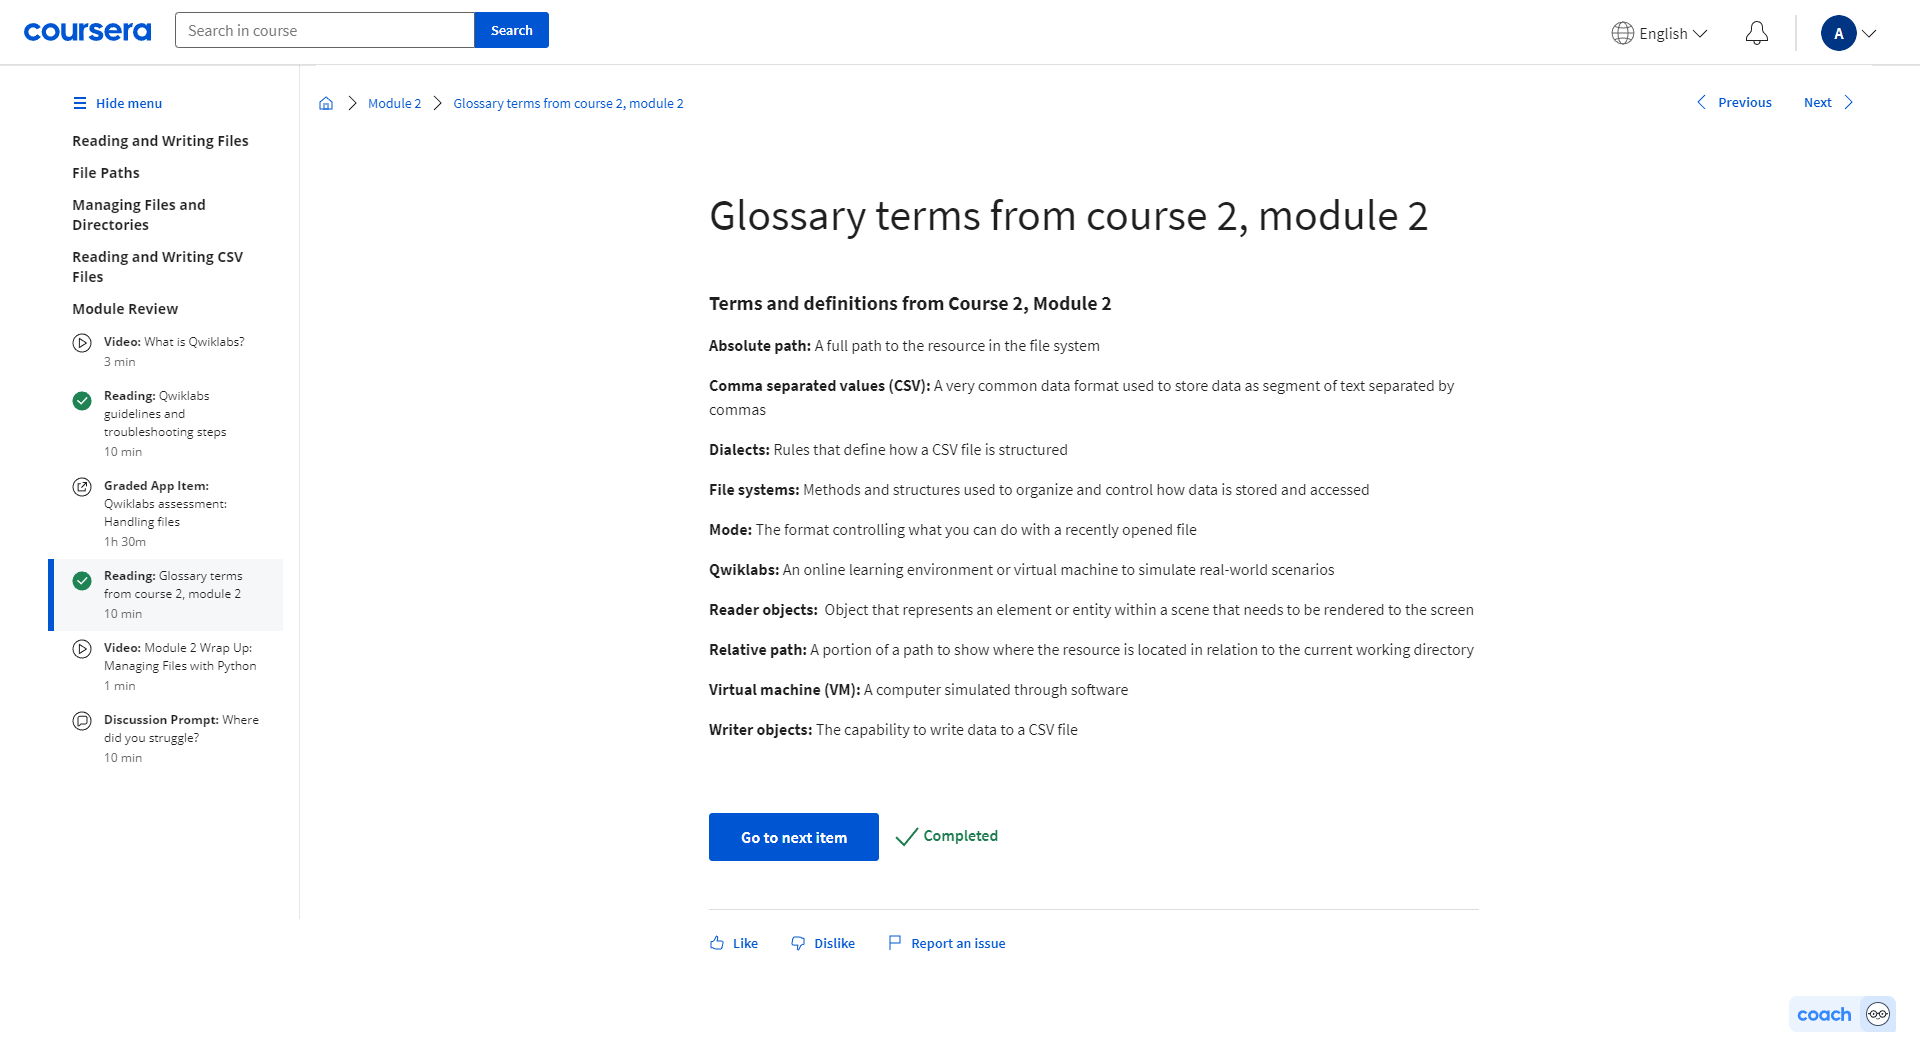 coursera
Search in course
Search
English
A
Hide menu
Reading and Writing Files
File Paths
Managing Files and
Directories
Reading and Writing CSV
Files
Module Review
Video: What is Qwiklabs?
3 min
Reading: Qwiklabs
guidelines and
troubleshooting steps
10 min
Graded App Item:
Qwiklabs assessment:
Handling files
1h 30m
Reading: Glossary terms
from course 2, module 2
10 min
Video: Module 2 Wrap Up:
Managing Files with Python
1 min
Discussion Prompt: Where
did you struggle?
10 min
Module 2
Glossary terms from course 2, module 2
Previous
Next
Glossary terms from course 2, module 2
Terms and definitions from Course 2, Module 2
Absolute path: A full path to the resource in the file system
Comma separated values (CSV): A very common data format used to store data as segment of text separated by
commas
Dialects: Rules that define how a CSV file is structured
File systems: Methods and structures used to organize and control how data is stored and accessed
Mode: The format controlling what you can do with a recently opened file
Qwiklabs: An online learning environment or virtual machine to simulate real-world scenarios
Reader objects: Object that represents an element or entity within a scene that needs to be rendered to the screen
Relative path: A portion of a path to show where the resource is located in relation to the current working directory
Virtual machine (VM): A computer simulated through software
Writer objects: The capability to write data to a CSV file
Go to next item
Completed
Like
Dislike
Report an issue
coach